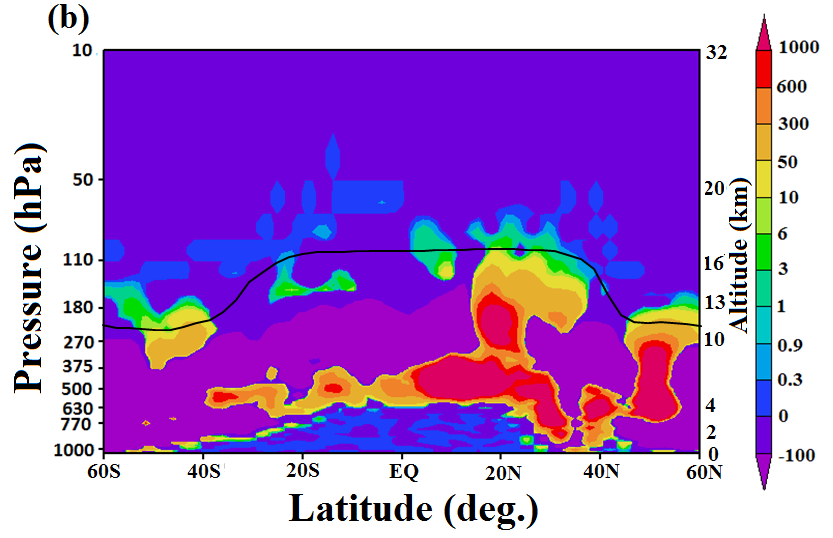 (b)
Pressure (hPa)
10
50
110
180
270
375
500
630
770
1000
60S
40S
20S
EQ
20N
40N
60N
Latitude (deg.)
32
20
16
13
10
4
2
0
Altitude (km)
1000
600
300
50
10
6
3
1
0.9
0.3
0
-100